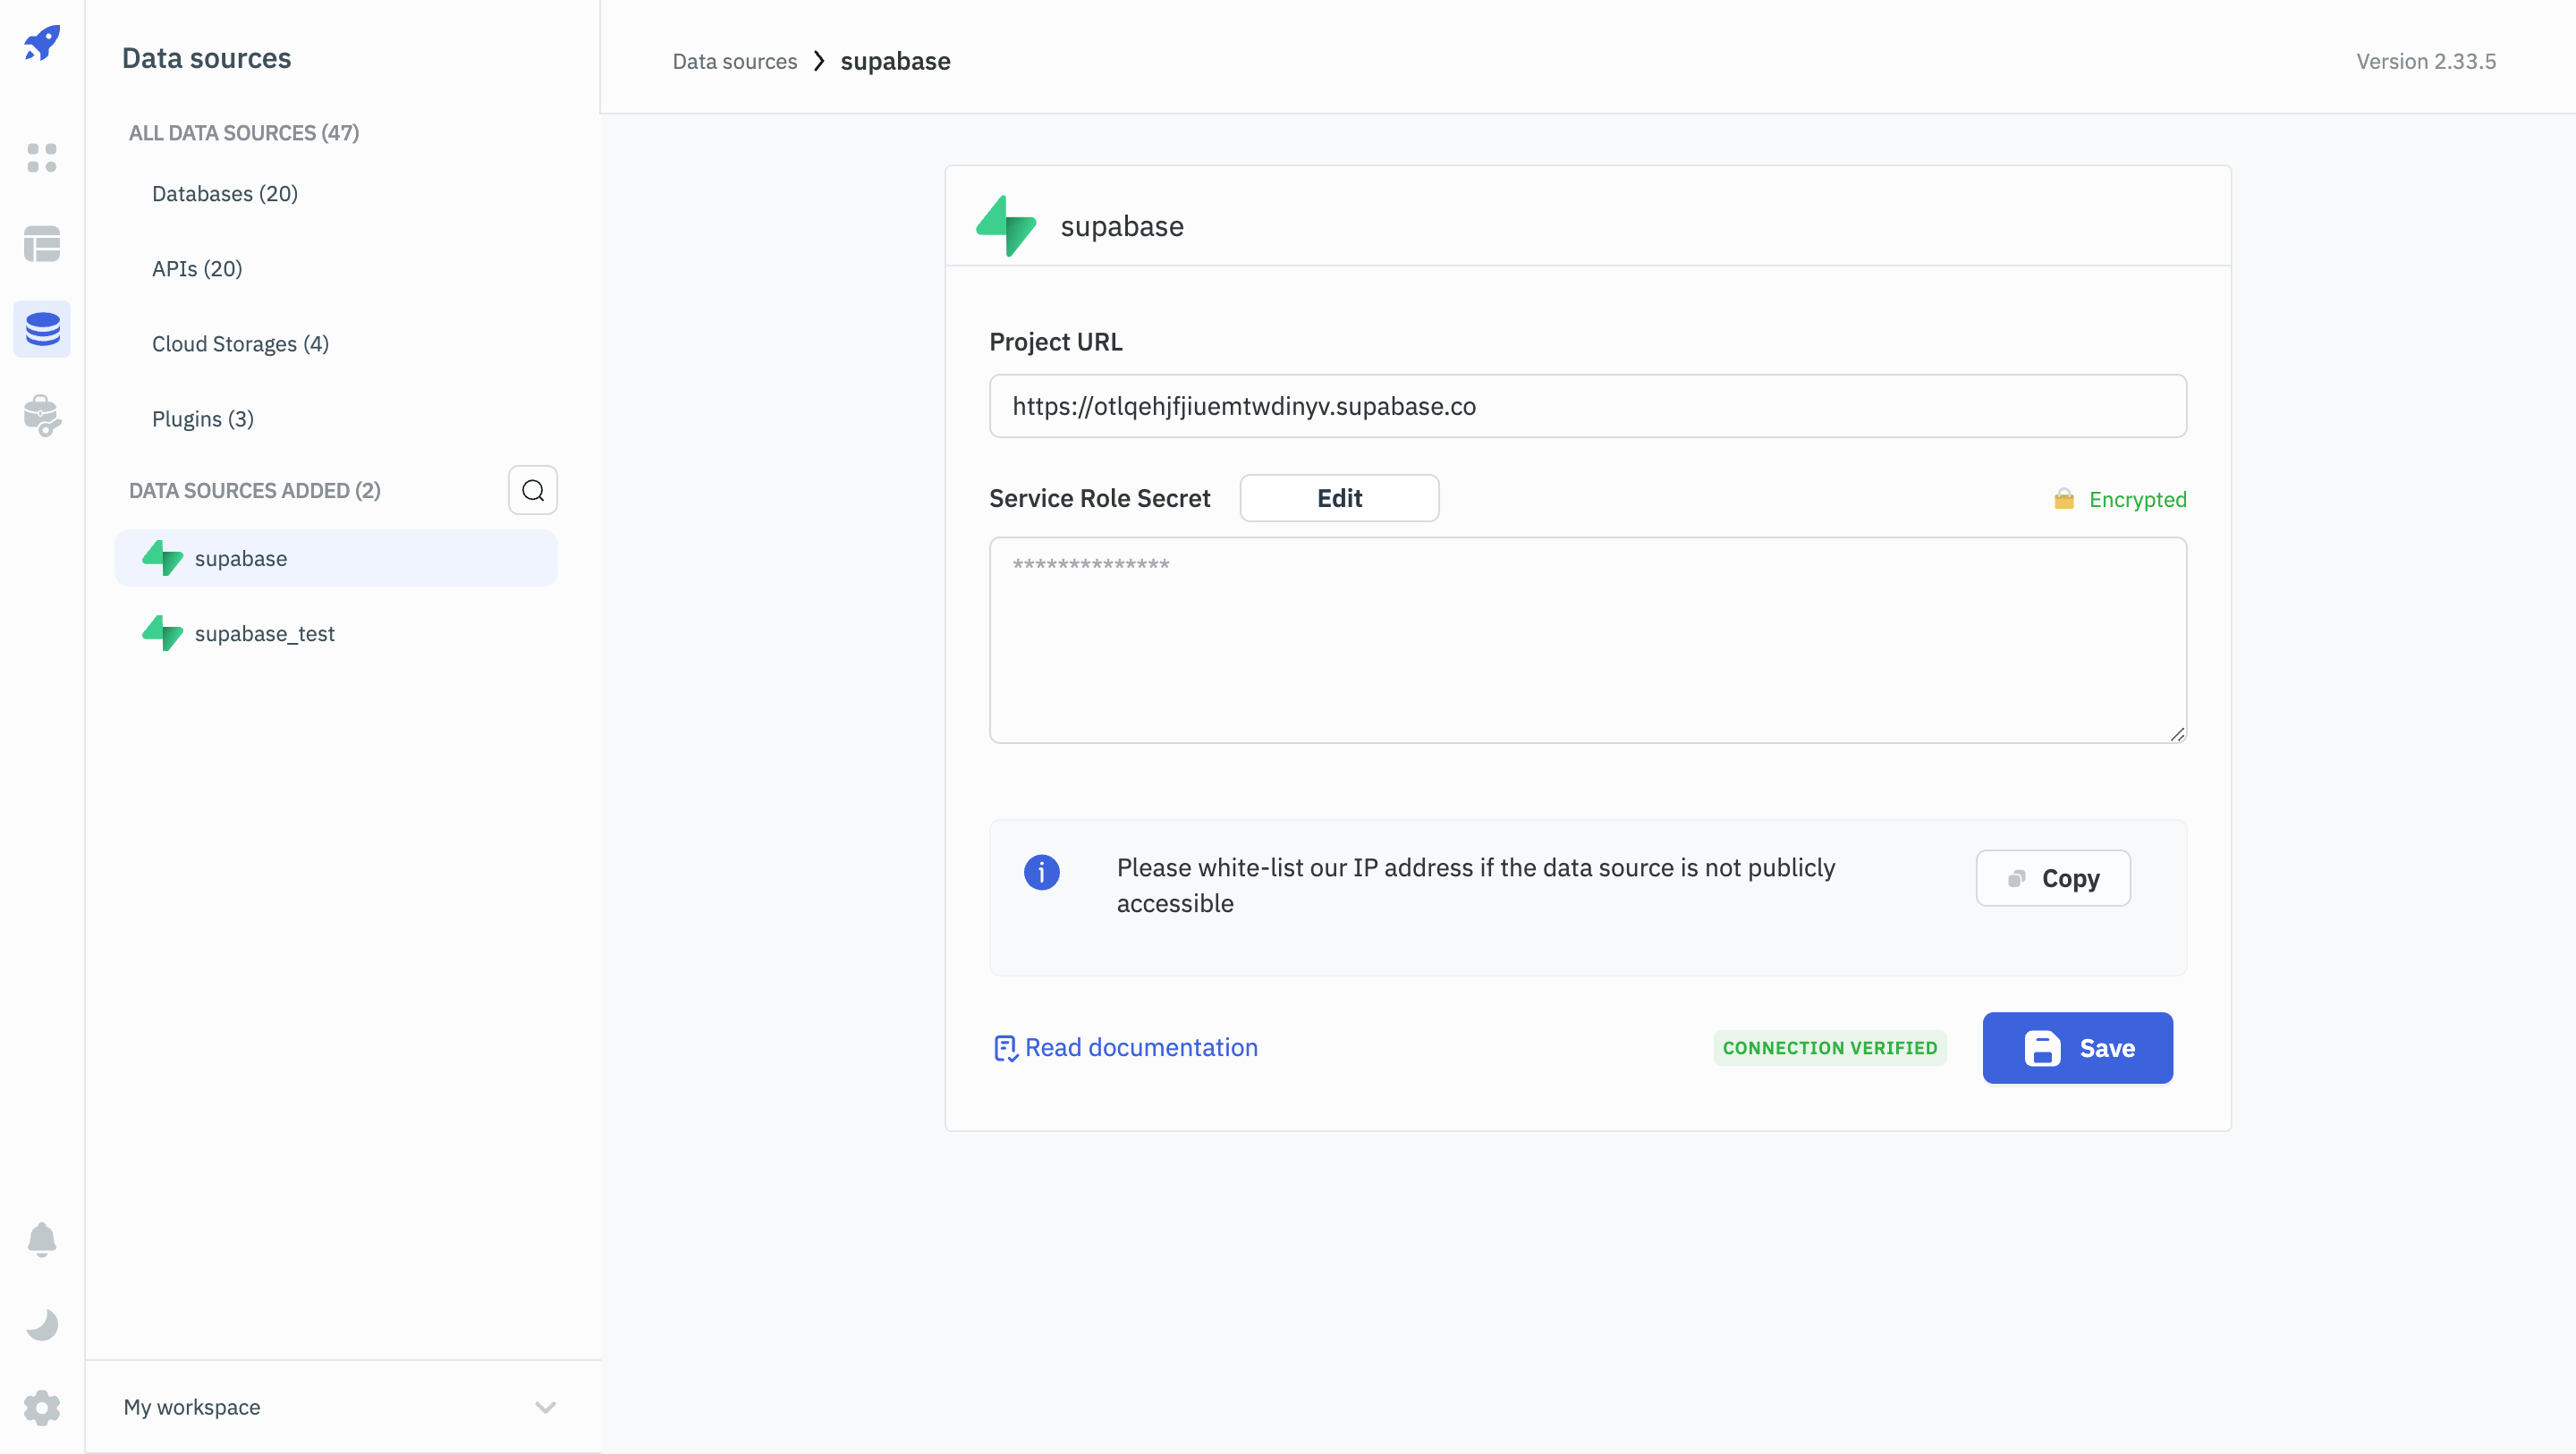 Data sources
ALL DATA SOURCES (47)
Databases (20)
APIs (20)
Cloud Storages (4)
Plugins (3)
DATA SOURCES ADDED (2)
supabase
supabase_test
My workspace
Data sources > supabase
Version 2.33.5
supabase
Project URL
https://otlqehjfjiuemtwdinyv.supabase.co
Service Role Secret
Edit
Encrypted
**************
Please white-list our IP address if the data source is not publicly
accessible
Copy
Read documentation
CONNECTION VERIFIED
Save